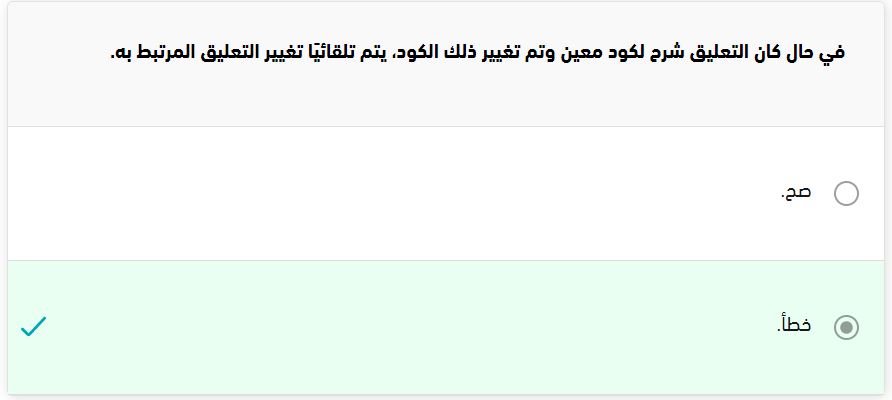 في حال كان التعليق شرح لكود معين وتم تغيير ذلك الكود، يتم تلقائيًا تغيير التعليق المرتبط به.
صح.
خطأ.